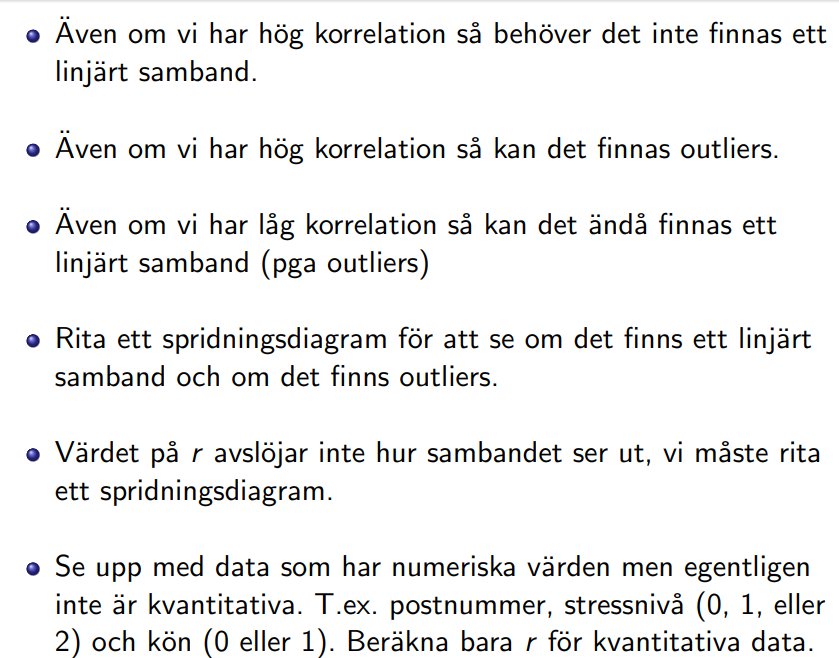 Även om vi har hög korrelation så behöver det inte finnas ett
linjärt samband.
Även om vi har hög korrelation så kan det finnas outliers.
Även om vi har låg korrelation så kan det ändå finnas ett
linjärt samband (pga outliers)
Rita ett spridningsdiagram för att se om det finns ett linjärt
samband och om det finns outliers.
Värdet på r avslöjar inte hur sambandet ser ut, vi måste rita
ett spridningsdiagram.
Se upp med data som har numeriska värden men egentligen
inte är kvantitativa. T.ex. postnummer, stressnivå (0, 1, eller
2) och kön (0 eller 1). Beräkna bara r för kvantitativa data.